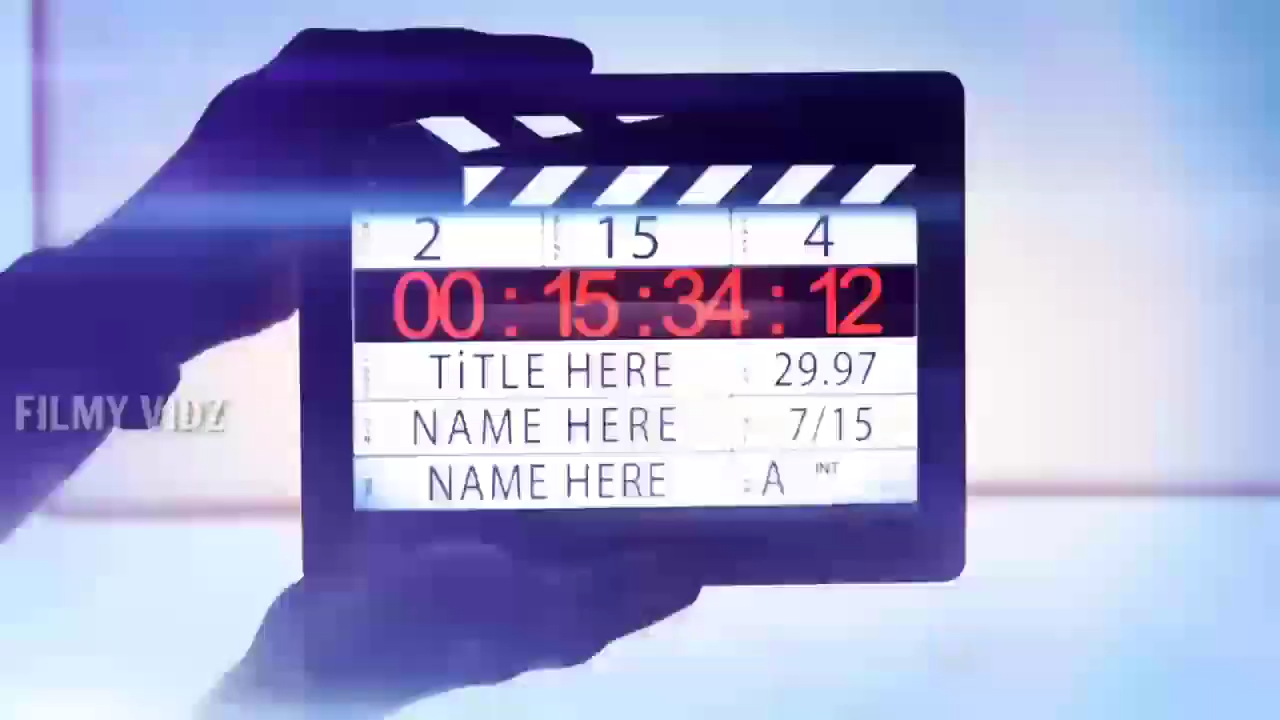 2 15 4
00:15:34:12
TiTLE HERE 29.97
NAME HERE 7/15
FILMY VIDZ
NAME HERE A INT